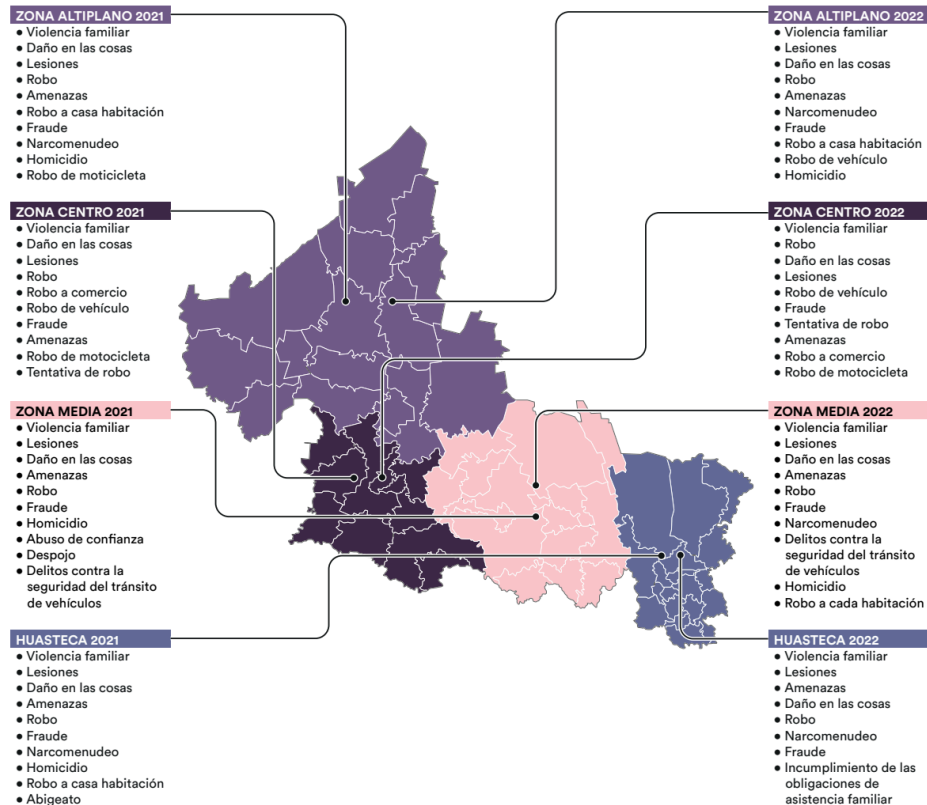 ZONA ALTIPLANO 2021
• Violencia familiar
• Daño en las cosas
• Lesiones
• Robo
• Amenazas
• Robo a casa habitación
• Fraude
• Narcomenudeo
• Homicidio
• Robo de moticicleta
ZONA CENTRO 2021
• Violencia familiar
• Daño en las cosas
• Lesiones
• Robo
• Robo a comercio
• Robo de vehículo
• Fraude
• Amenazas
• Robo de motocicleta
• Tentativa de robo
ZONA MEDIA 2021
• Violencia familiar
• Lesiones
• Daño en las cosas
• Amenazas
• Robo
• Fraude
• Homicidio
• Abuso de confianza
• Despojo
• Delitos contra la
seguridad del tránsito
de vehículos
HUASTECA 2021
• Violencia familiar
• Lesiones
• Daño en las cosas
• Amenazas
• Robo
• Fraude
• Narcomenudeo
• Homicidio
• Robo a casa habitación
• Abigeato
ZONA ALTIPLANO 2022
• Violencia familiar
• Lesiones
• Daño en las cosas
• Robo
• Amenazas
• Narcomenudeo
• Fraude
• Robo a casa habitación
• Robo de vehículo
• Homicidio
ZONA CENTRO 2022
• Violencia familiar
• Robo
• Daño en las cosas
• Lesiones
• Robo de vehículo
• Fraude
• Tentativa de robo
• Amenazas
• Robo a comercio
• Robo de motocicleta
ZONA MEDIA 2022
• Violencia familiar
• Lesiones
• Daño en las cosas
• Amenazas
• Robo
• Fraude
• Narcomenudeo
• Delitos contra la
seguridad del tránsito
de vehículos
• Homicidio
• Robo a cada habitación
HUASTECA 2022
• Violencia familiar
• Lesiones
• Amenazas
• Daño en las cosas
• Robo
• Narcomenudeo
• Fraude
• Incumplimiento de las
obligaciones de
asistencia familiar